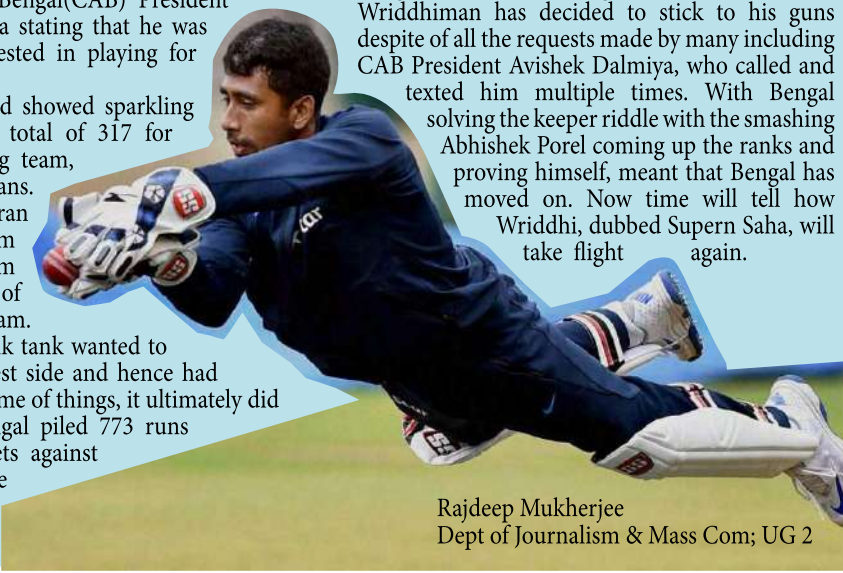 Bengal(CAB) President
a stating that he was
ested in playing for
d showed sparkling
total of 317 for
g team,
ans.
ran
m
m
of
am.
k tank wanted to
est side and hence had
me of things, it ultimately did
gal piled 773 runs
ets against
e
Wriddhiman has decided to stick to his guns
despite of all the requests made by many including
CAB President Avishek Dalmiya, who called and
texted him multiple times. With Bengal
solving the keeper riddle with the smashing
Abhishek Porel coming up the ranks and
proving himself, meant that Bengal has
moved on. Now time will tell how
Wriddhi, dubbed Supern Saha, will
take flight again.
SS
SS
SS
SS
Rajdeep Mukherjee
Dept of Journalism & Mass Com; UG 2